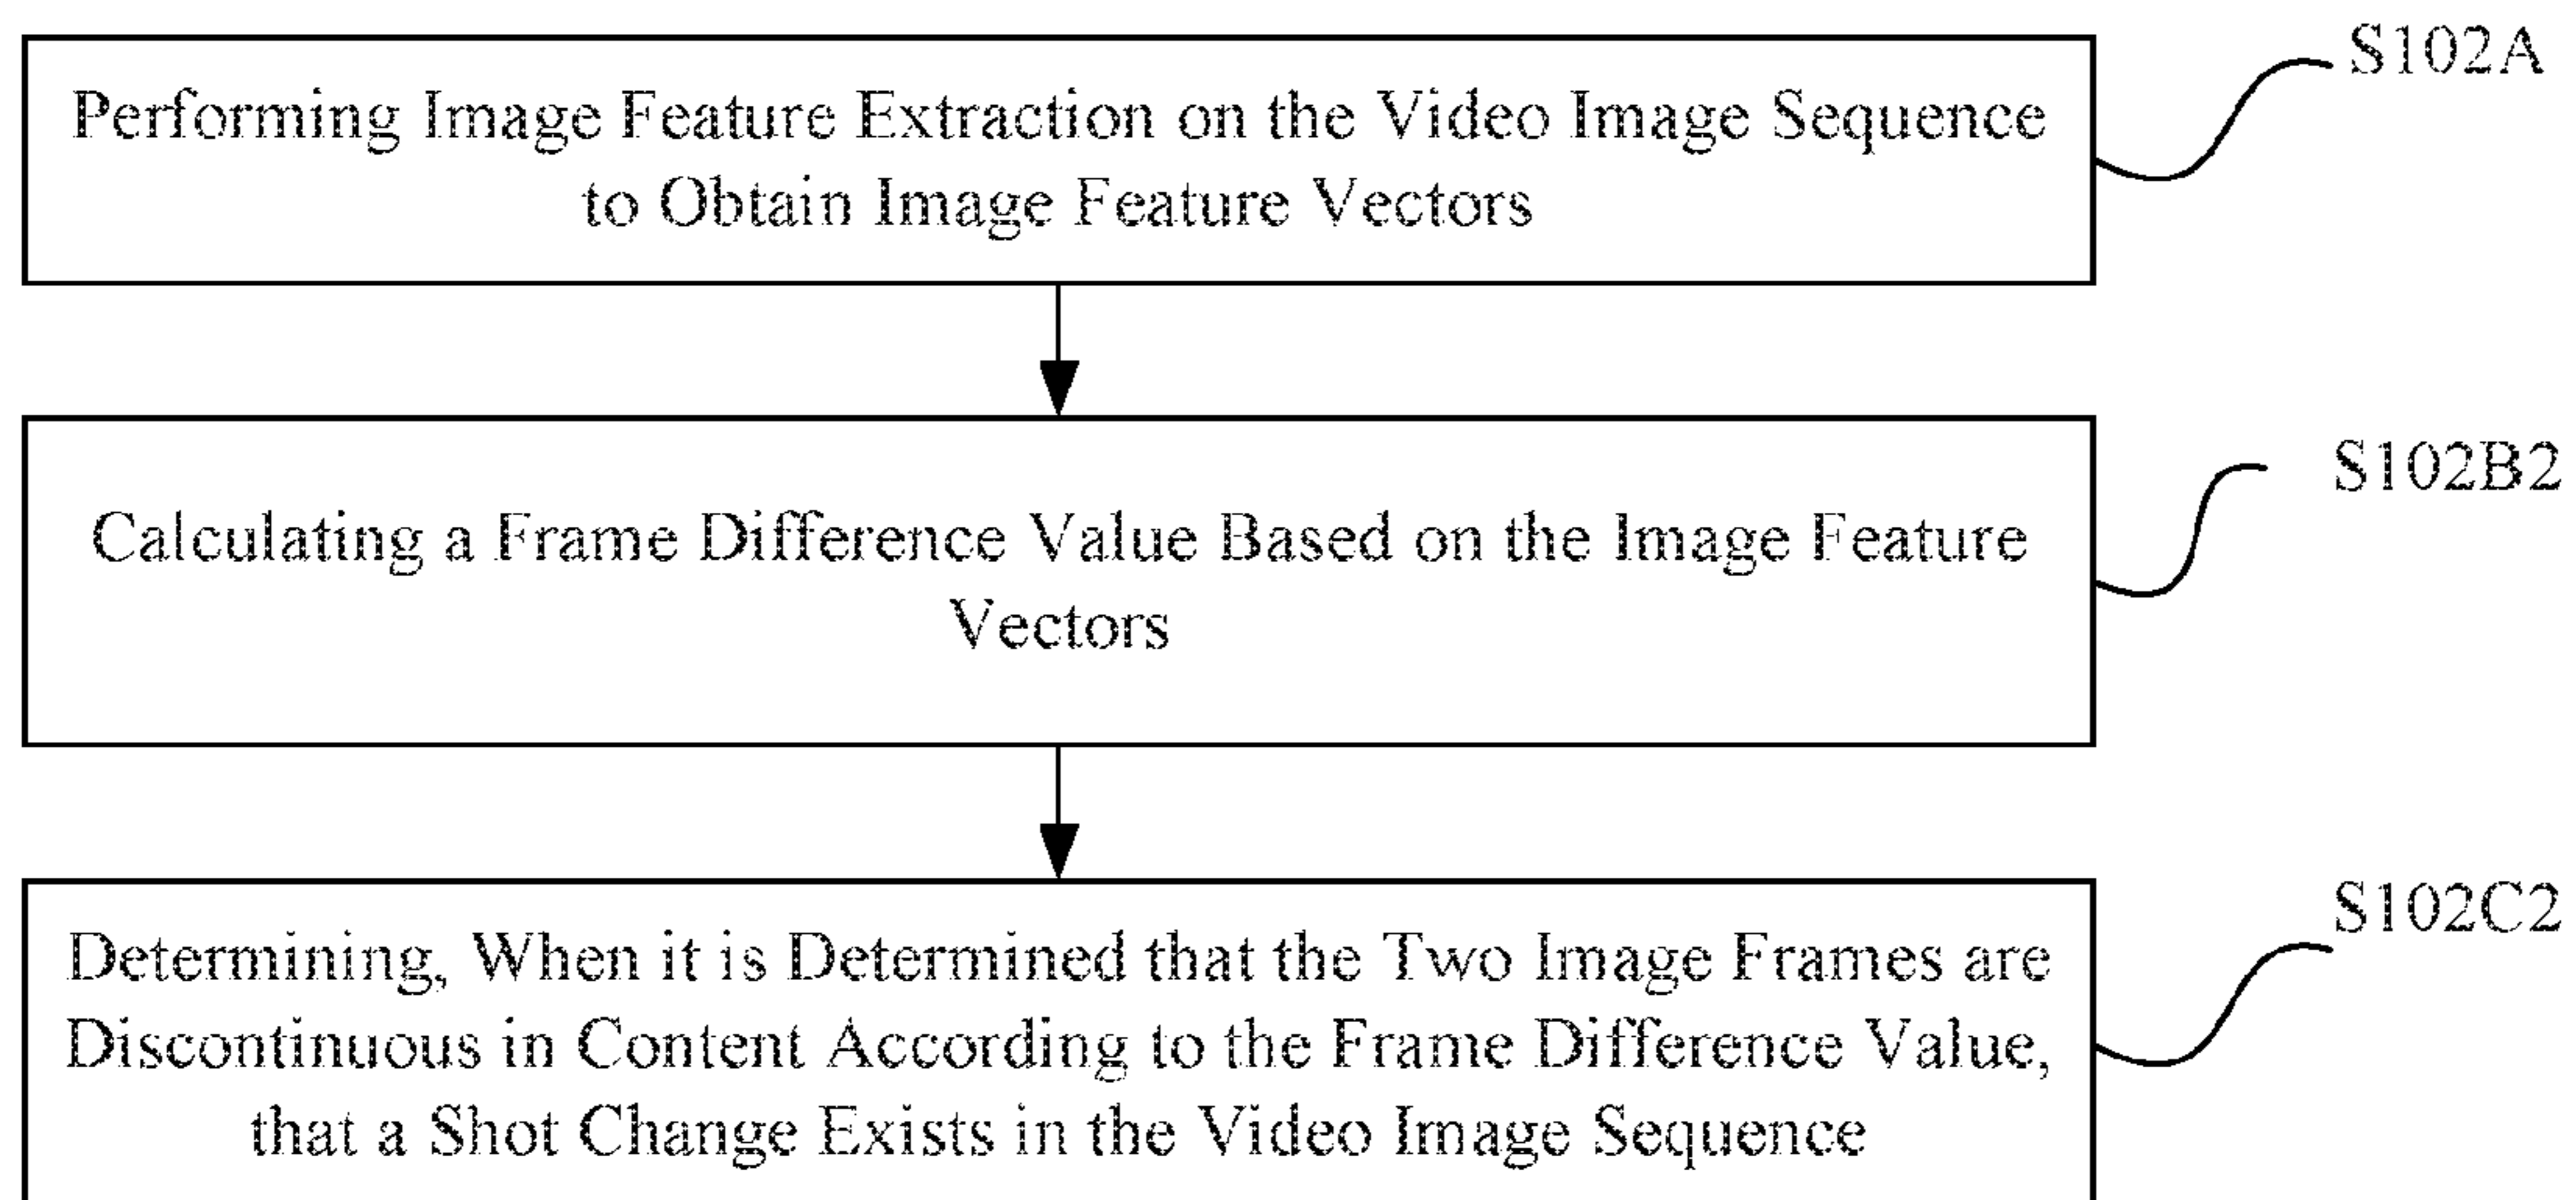 S102A
Performing Image Feature Extraction on the Video Image Sequence
to Obtain Image Feature Vectors
S102B2
Calculating a Frame Difference Value Based on the Image Feature
Vectors
S102C2
Determining, When it is Determined that the Two Image Frames are
Discontinuous in Content According to the Frame Difference Value,
that a Shot Change Exists in the Video Image Sequence